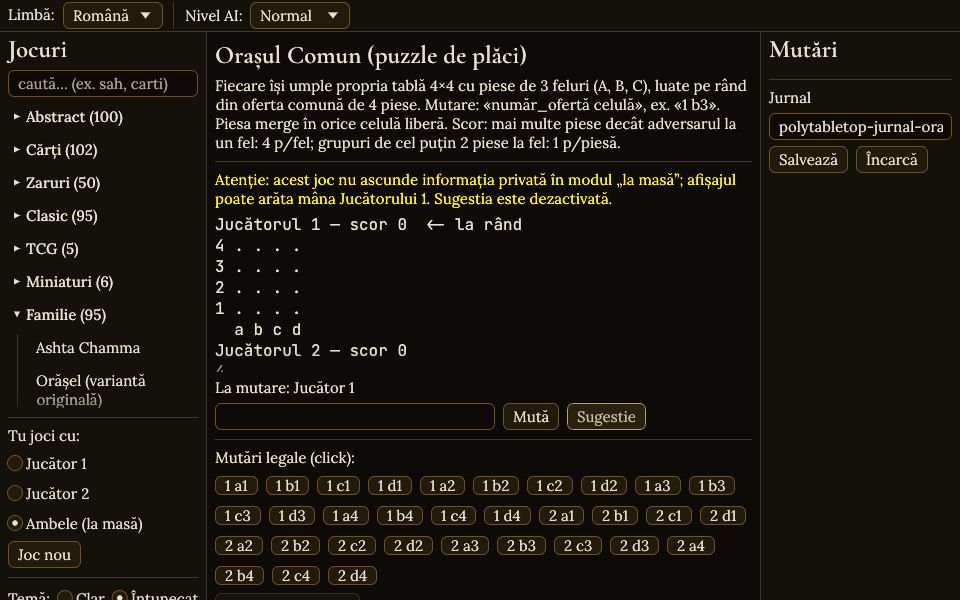 Limbă: Română ▼ Nivel AI: Normal ▼
Jocuri
caută... (ex. sah, carti)
▸ Abstract (100)
▸ Cărți (102)
▸ Zaruri (50)
▸ Clasic (95)
▸ TCG (5)
▸ Miniaturi (6)
▾ Familie (95)
Ashta Chamma
Orășel (variantă
originală)
Tu joci cu:
Jucător 1
Jucător 2
Ambele (la masă)
Joc nou
Temă: Clar Întunecat
Orașul Comun (puzzle de plăci)
Fiecare își umple propria tablă 4×4 cu piese de 3 feluri (A, B, C), luate pe rând
din oferta comună de 4 piese. Mutare: «număr_ofertă celulă», ex. «1 b3».
Piesa merge în orice celulă liberă. Scor: mai multe piese decât adversarul la
un fel: 4 p/fel; grupuri de cel puțin 2 piese la fel: 1 p/piesă.
Atenție: acest joc nu ascunde informația privată în modul „la masă”; afișajul
poate arăta mâna Jucătorului 1. Sugestia este dezactivată.
Jucătorul 1 — scor 0 ← la rând
4 . . . .
3 . . . .
2 . . . .
1 . . . .
a b c d
Jucătorul 2 — scor 0
La mutare: Jucător 1
Mută Sugestie
Mutări legale (click):
1 a1 1 b1 1 c1 1 d1 1 a2 1 b2 1 c2 1 d2 1 a3 1 b3
1 c3 1 d3 1 a4 1 b4 1 c4 1 d4 2 a1 2 b1 2 c1 2 d1
2 a2 2 b2 2 c2 2 d2 2 a3 2 b3 2 c3 2 d3 2 a4
2 b4 2 c4 2 d4
Mutări
Jurnal
polytabletop-jurnal-ora
Salvează Încarcă